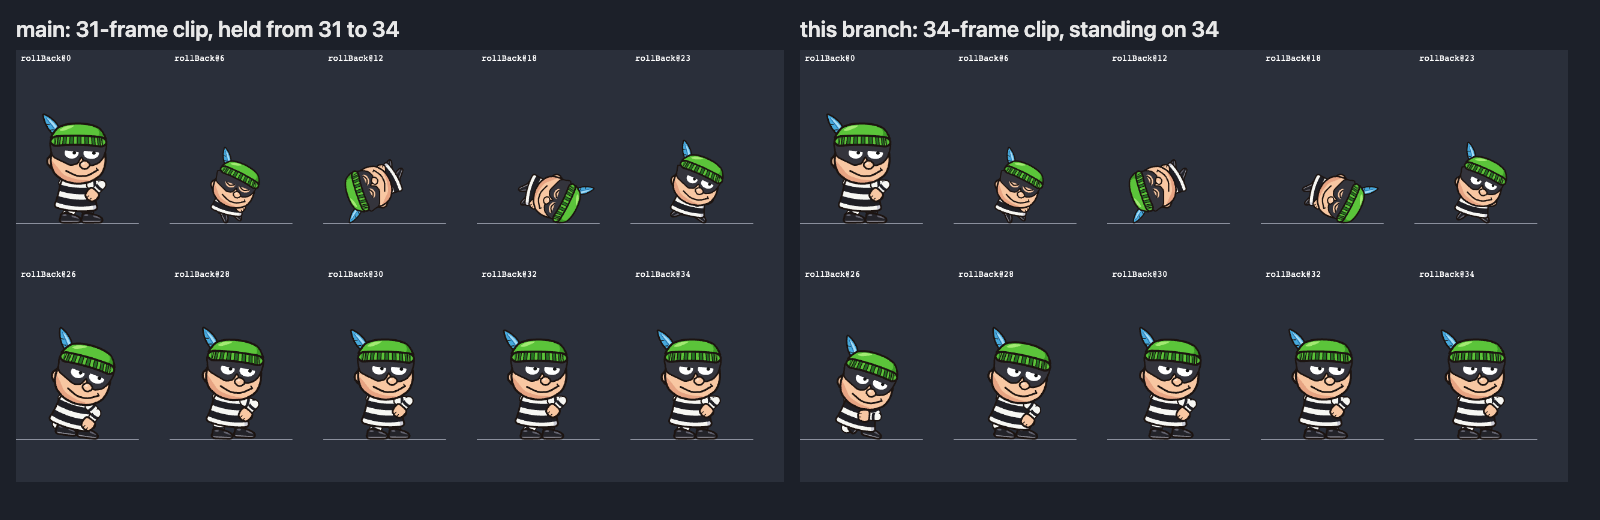 main: 31-frame clip, held from 31 to 34
rollBack@0 rollBack@6 rollBack@12 rollBack@18 rollBack@23
rollBack@26 rollBack@28 rollBack@30 rollBack@32 rollBack@34
this branch: 34-frame clip, standing on 34
rollBack@0 rollBack@6 rollBack@12 rollBack@18 rollBack@23
rollBack@26 rollBack@28 rollBack@30 rollBack@32 rollBack@34